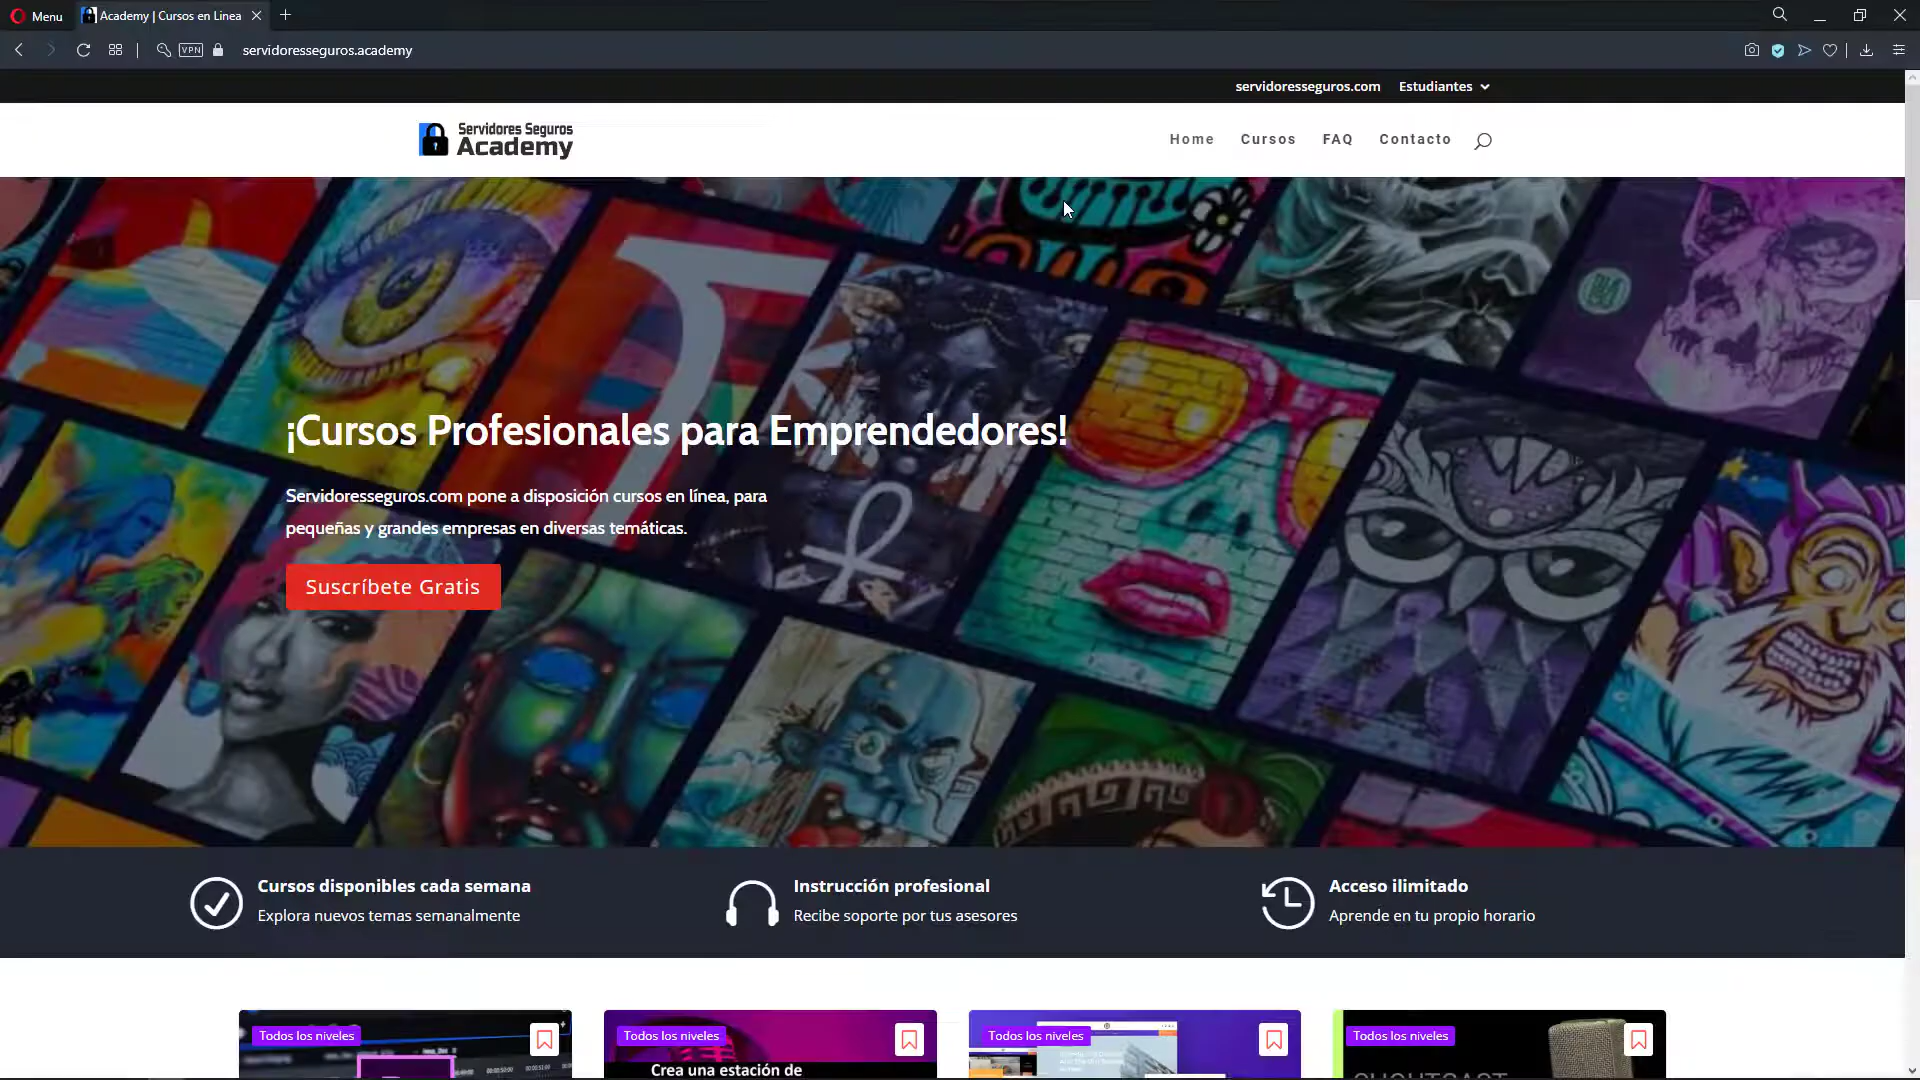 Menu
Academy | Cursos en Linea
VPN
servidoresseguros.academy
servidoresseguros.com Estudiantes
Servidores Seguros
Academy
Home Cursos FAQ Contacto
¡Cursos Profesionales para Emprendedores!
Servidoresseguros.com pone a disposición cursos en línea, para
pequeñas y grandes empresas en diversas temáticas.
Suscríbete Gratis
Cursos disponibles cada semana
Explora nuevos temas semanalmente
Instrucción profesional
Recibe soporte por tus asesores
Acceso ilimitado
Aprende en tu propio horario
Todos los niveles
Todos los niveles
Crea una estación de
Todos los niveles
Todos los niveles
SHOUTCAST